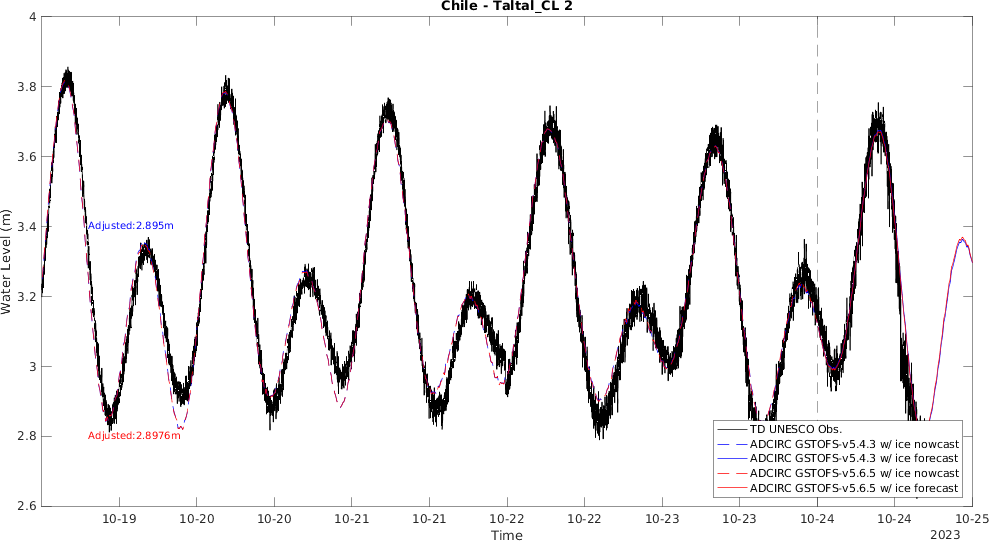 Chile - Taltal_CL 2
4
3.8
3.6
3.4
3.2
3
2.8
2.6
Water Level (m)
Adjusted:2.895m
Adjusted:2.8976m
TD UNESCO Obs.
ADCIRC GSTOFS-v5.4.3 w/ ice nowcast
ADCIRC GSTOFS-v5.4.3 w/ ice forecast
ADCIRC GSTOFS-v5.6.5 w/ ice nowcast
ADCIRC GSTOFS-v5.6.5 w/ ice forecast
10-19 10-20 10-20 10-21 10-21 10-22 10-22 10-23 10-23 10-24 10-24 10-25
Time
2023